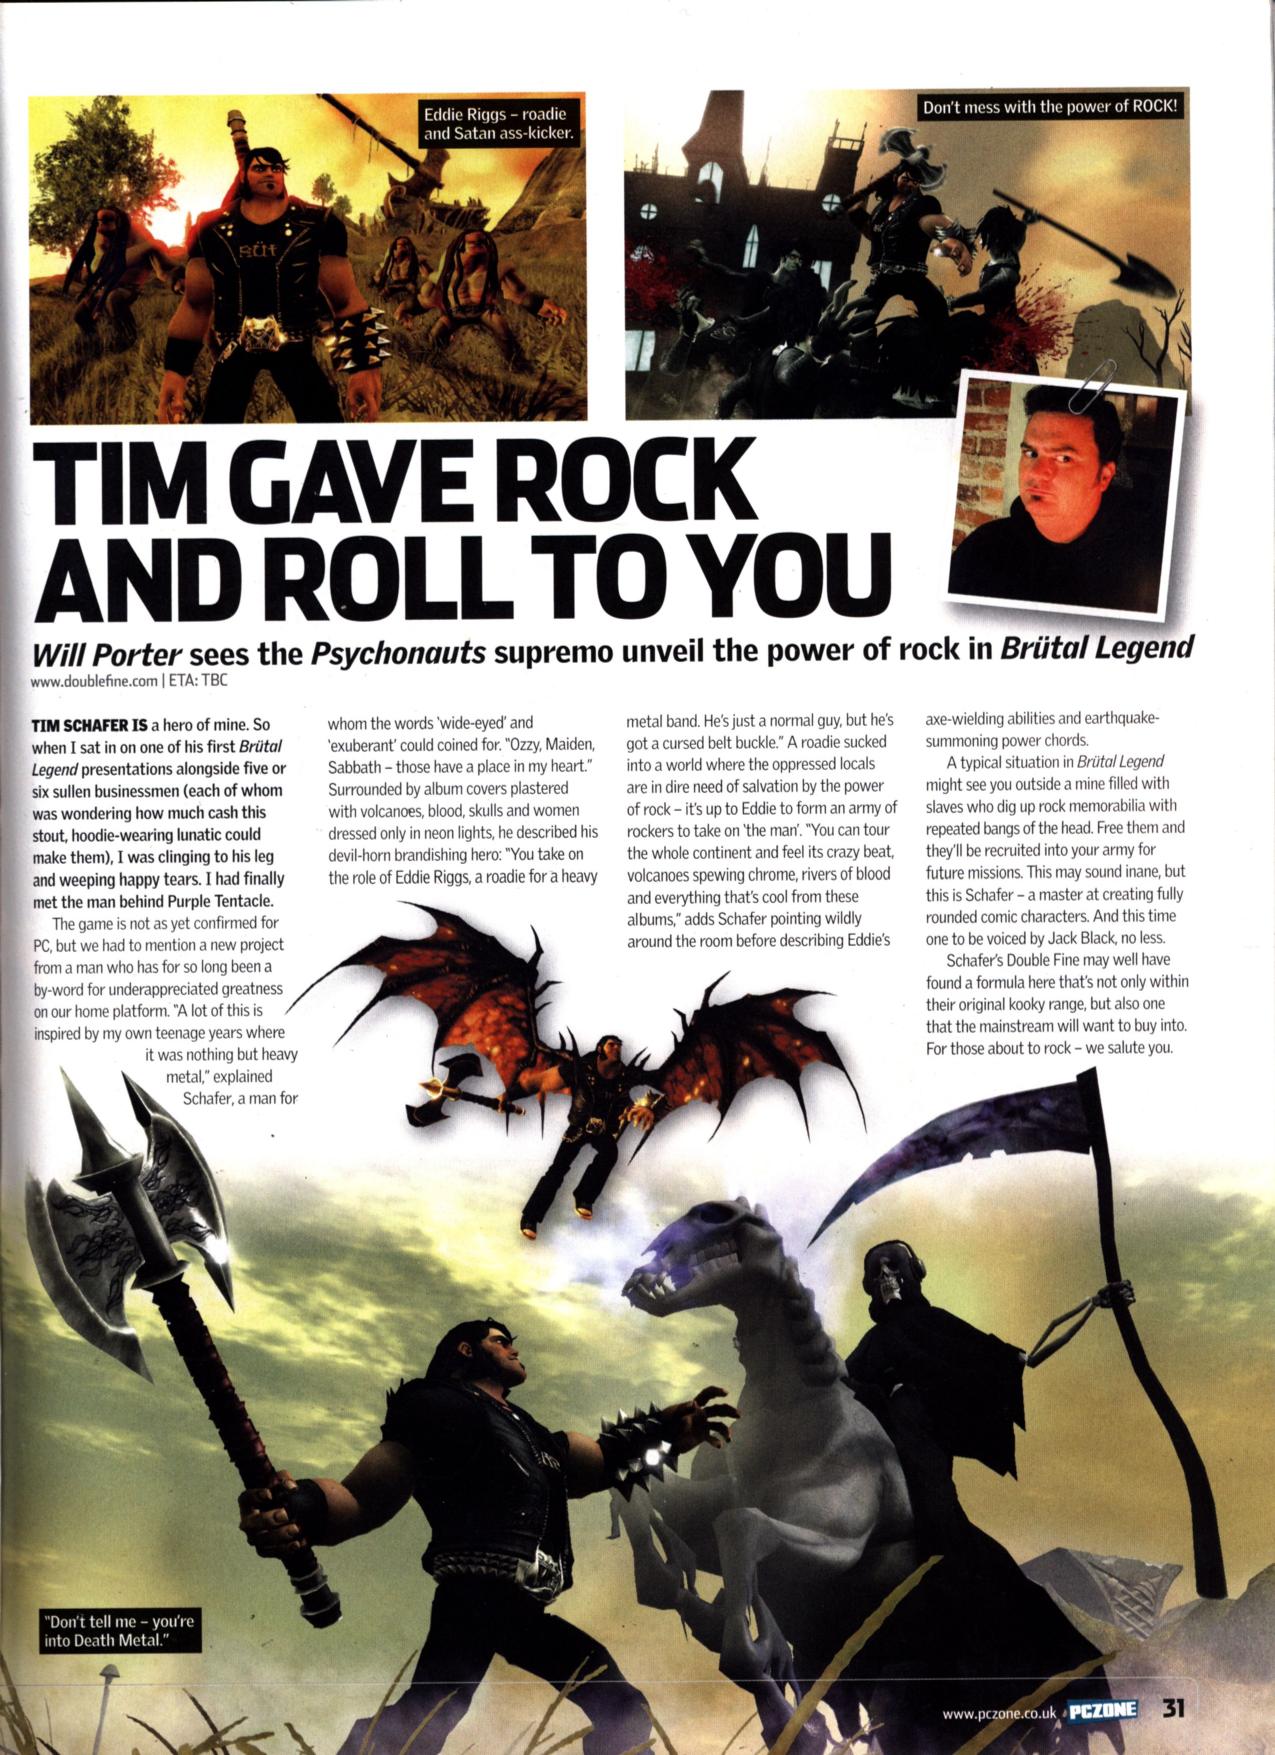 Eddie Riggs – roadie
and Satan ass-kicker.
Don't mess with the power of ROCK!
süt
TIM GAVE ROCK
AND ROLL TO YOU
Will Porter sees the Psychonauts supremo unveil the power of rock in Brütal Legend
www.doublefine.com | ETA: TBC
TIM SCHAFER IS a hero of mine. So
when I sat in on one of his first Brütal
Legend presentations alongside five or
six sullen businessmen (each of whom
was wondering how much cash this
stout, hoodie-wearing lunatic could
make them), I was clinging to his leg
and weeping happy tears. I had finally
met the man behind Purple Tentacle.
The game is not as yet confirmed for
PC, but we had to mention a new project
from a man who has for so long been a
by-word for underappreciated greatness
on our home platform. "A lot of this is
inspired by my own teenage years where
it was nothing but heavy
metal," explained
Schafer, a man for
whom the words 'wide-eyed' and
'exuberant' could coined for. "Ozzy, Maiden,
Sabbath – those have a place in my heart."
Surrounded by album covers plastered
with volcanoes, blood, skulls and women
dressed only in neon lights, he described his
devil-horn brandishing hero: "You take on
the role of Eddie Riggs, a roadie for a heavy
metal band. He's just a normal guy, but he's
got a cursed belt buckle." A roadie sucked
into a world where the oppressed locals
are in dire need of salvation by the power
of rock – it's up to Eddie to form an army of
rockers to take on 'the man'. "You can tour
the whole continent and feel its crazy beat,
volcanoes spewing chrome, rivers of blood
and everything that's cool from these
albums," adds Schafer pointing wildly
around the room before describing Eddie's
axe-wielding abilities and earthquake-
summoning power chords.
A typical situation in Brütal Legend
might see you outside a mine filled with
slaves who dig up rock memorabilia with
repeated bangs of the head. Free them and
they'll be recruited into your army for
future missions. This may sound inane, but
this is Schafer – a master at creating fully
rounded comic characters. And this time
one to be voiced by Jack Black, no less.
Schafer's Double Fine may well have
found a formula here that's not only within
their original kooky range, but also one
that the mainstream will want to buy into.
For those about to rock – we salute you.
"Don't tell me – you're
into Death Metal."
www.pczone.co.uk PCZONE 31